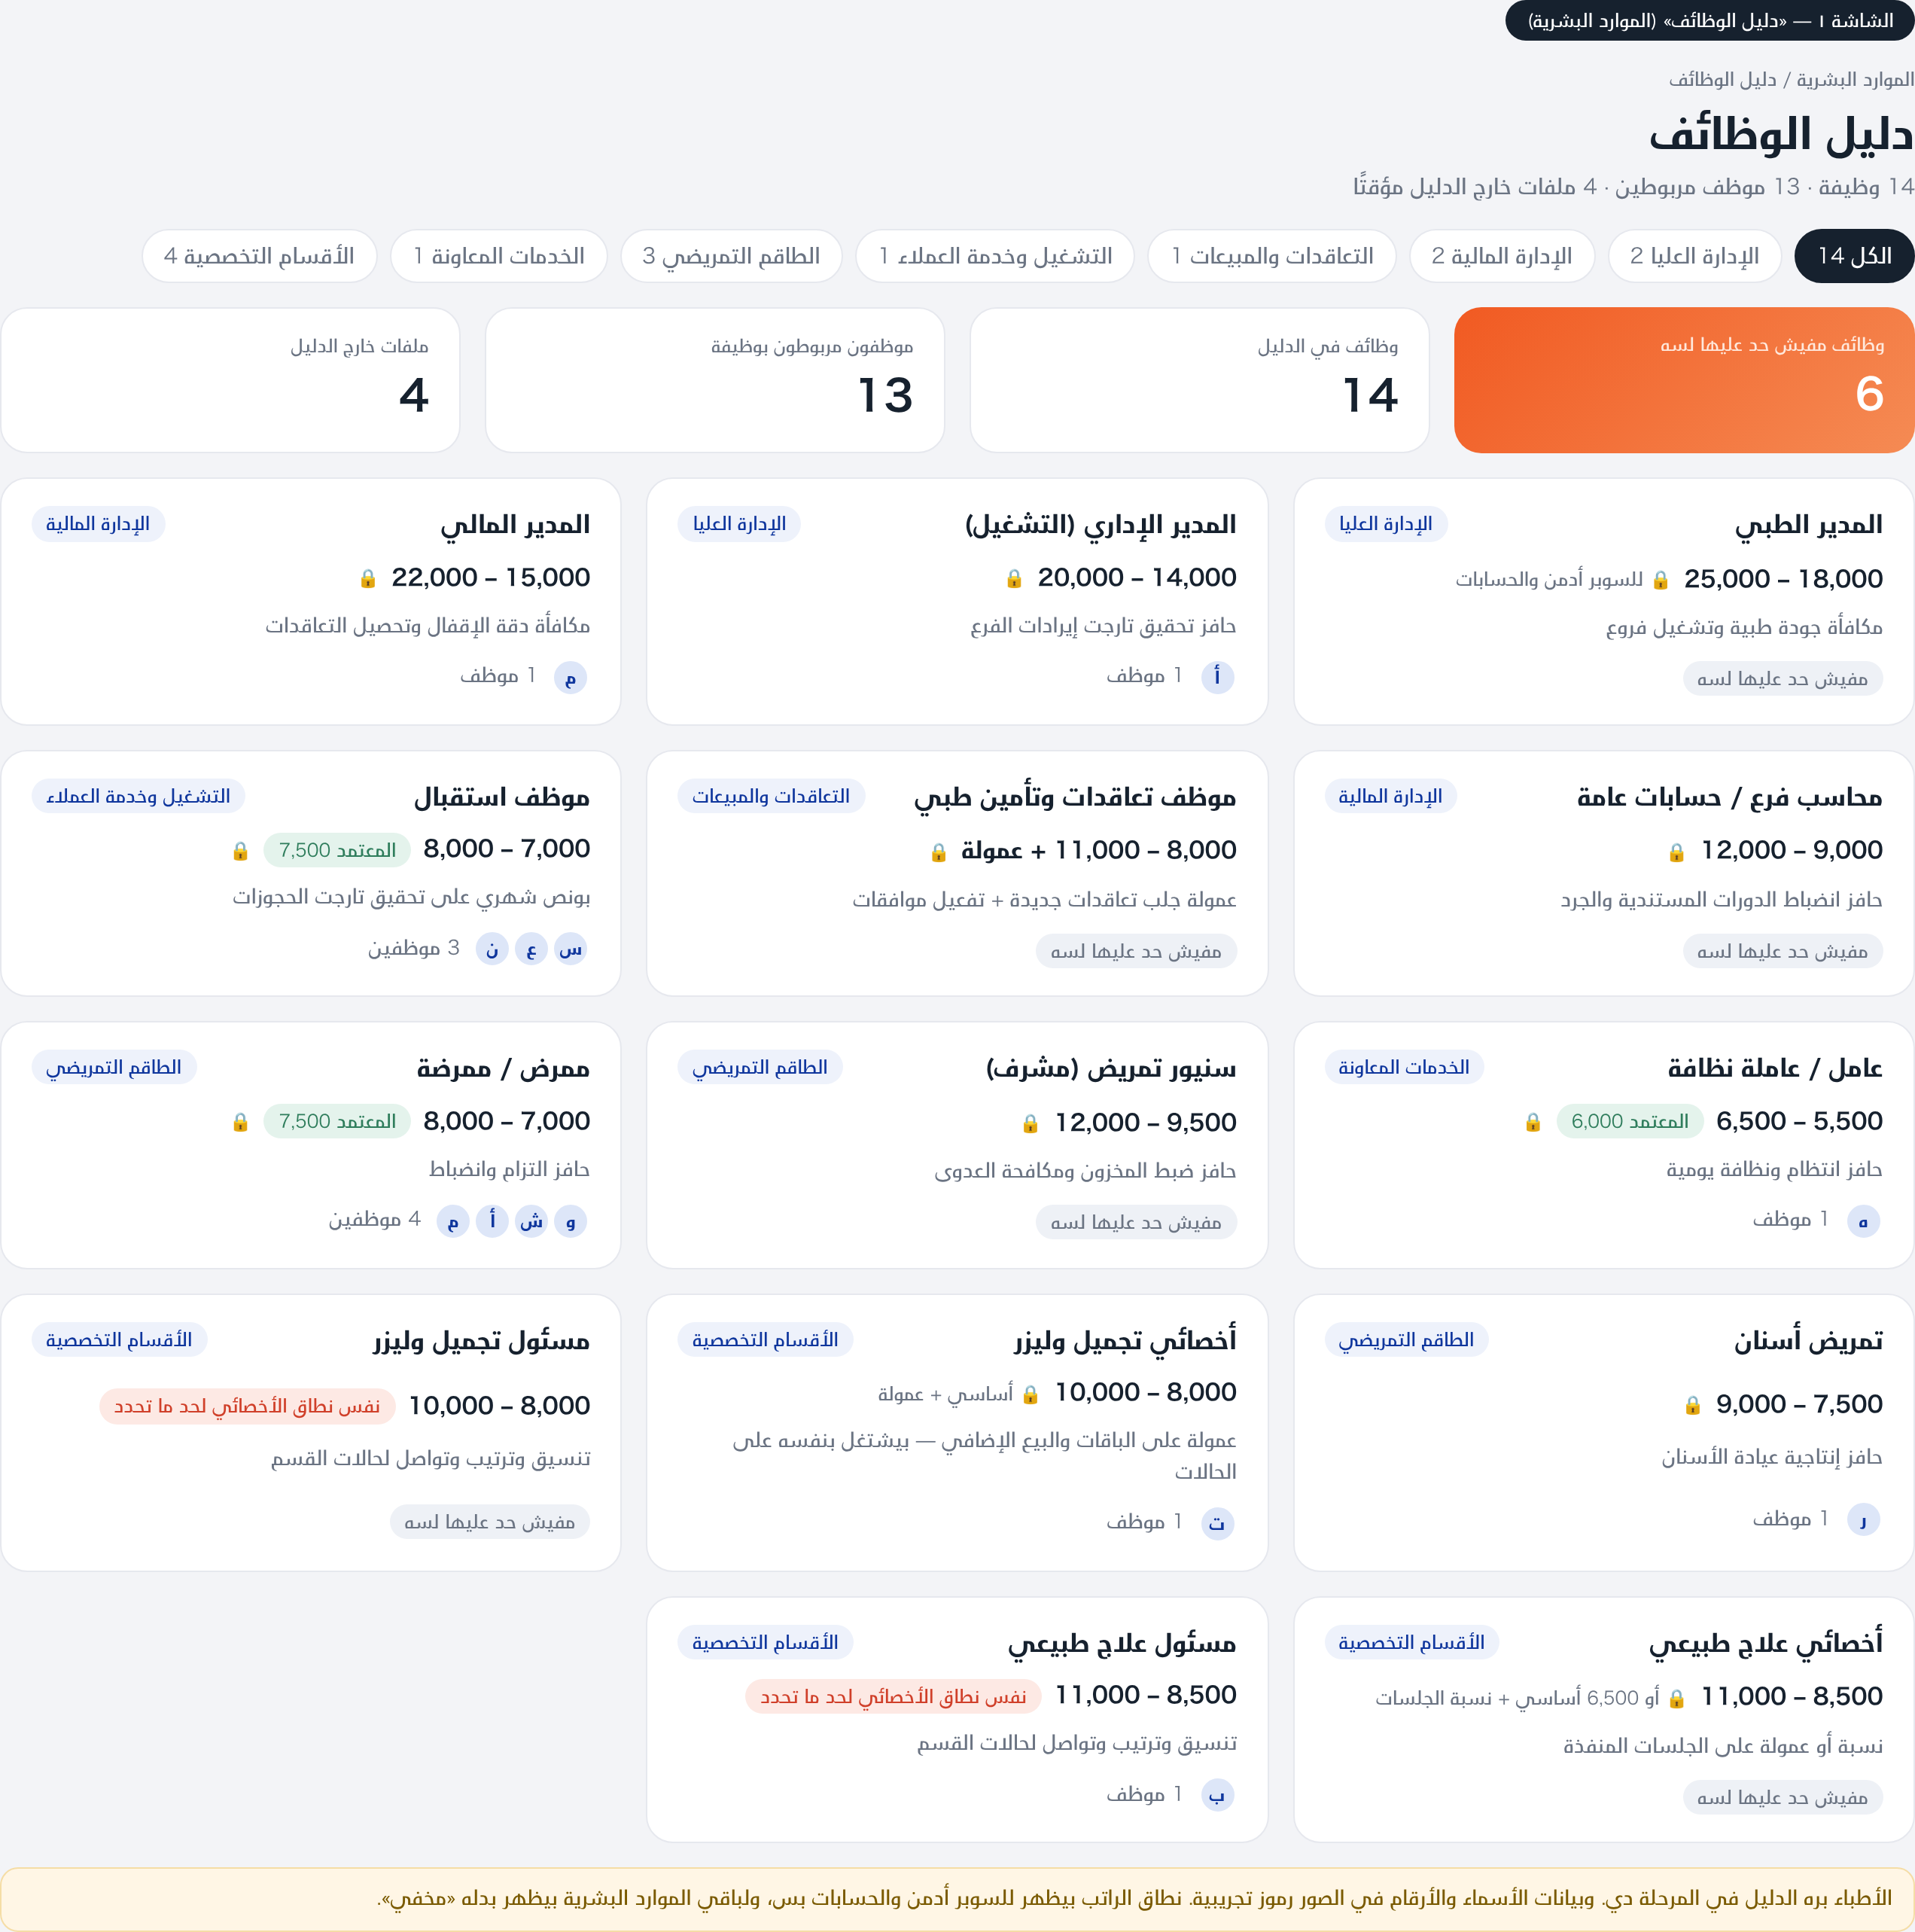 الشاشة ١ — «دليل الوظائف» (الموارد البشرية)
الموارد البشرية / دليل الوظائف
دليل الوظائف
14 وظيفة · 13 موظف مربوطين · 4 ملفات خارج الدليل مؤقتًا
الكل 14
الإدارة العليا 2
الإدارة المالية 2
التعاقدات والمبيعات 1
التشغيل وخدمة العملاء 1
الطاقم التمريضي 3
الخدمات المعاونة 1
الأقسام التخصصية 4
وظائف مفيش حد عليها لسه
6
وظائف في الدليل
14
موظفون مربوطون بوظيفة
13
ملفات خارج الدليل
4
المدير الطبي
الإدارة العليا
18,000 – 25,000 🔒 للسوبر أدمن والحسابات
مكافأة جودة طبية وتشغيل فروع
مفيش حد عليها لسه
المدير الإداري (التشغيل)
الإدارة العليا
14,000 – 20,000 🔒
حافز تحقيق تارجت إيرادات الفرع
أ 1 موظف
المدير المالي
الإدارة المالية
15,000 – 22,000 🔒
مكافأة دقة الإقفال وتحصيل التعاقدات
م 1 موظف
محاسب فرع / حسابات عامة
الإدارة المالية
9,000 – 12,000 🔒
حافز انضباط الدورات المستندية والجرد
مفيش حد عليها لسه
موظف تعاقدات وتأمين طبي
التعاقدات والمبيعات
8,000 – 11,000 + عمولة 🔒
عمولة جلب تعاقدات جديدة + تفعيل موافقات
مفيش حد عليها لسه
موظف استقبال
التشغيل وخدمة العملاء
7,000 – 8,000 المعتمد 7,500 🔒
بونص شهري على تحقيق تارجت الحجوزات
س ع ن 3 موظفين
عامل / عاملة نظافة
الخدمات المعاونة
5,500 – 6,500 المعتمد 6,000 🔒
حافز انتظام ونظافة يومية
ه 1 موظف
سنيور تمريض (مشرف)
الطاقم التمريضي
9,500 – 12,000 🔒
حافز ضبط المخزون ومكافحة العدوى
مفيش حد عليها لسه
ممرض / ممرضة
الطاقم التمريضي
7,000 – 8,000 المعتمد 7,500 🔒
حافز التزام وانضباط
و ش أ م 4 موظفين
تمريض أسنان
الطاقم التمريضي
7,500 – 9,000 🔒
حافز إنتاجية عيادة الأسنان
ر 1 موظف
أخصائي تجميل وليزر
الأقسام التخصصية
8,000 – 10,000 🔒 أساسي + عمولة
عمولة على الباقات والبيع الإضافي — بيشتغل بنفسه على
الحالات
ت 1 موظف
مسئول تجميل وليزر
الأقسام التخصصية
8,000 – 10,000 نفس نطاق الأخصائي لحد ما تحدد
تنسيق وترتيب وتواصل لحالات القسم
مفيش حد عليها لسه
أخصائي علاج طبيعي
الأقسام التخصصية
8,500 – 11,000 🔒 أو 6,500 أساسي + نسبة الجلسات
نسبة أو عمولة على الجلسات المنفذة
مفيش حد عليها لسه
مسئول علاج طبيعي
الأقسام التخصصية
8,500 – 11,000 نفس نطاق الأخصائي لحد ما تحدد
تنسيق وترتيب وتواصل لحالات القسم
ب 1 موظف
الأطباء بره الدليل في المرحلة دي. وبيانات الأسماء والأرقام في الصور رموز تجريبية. نطاق الراتب بيظهر للسوبر أدمن والحسابات بس، ولباقي الموارد البشرية بيظهر بدله «مخفي».